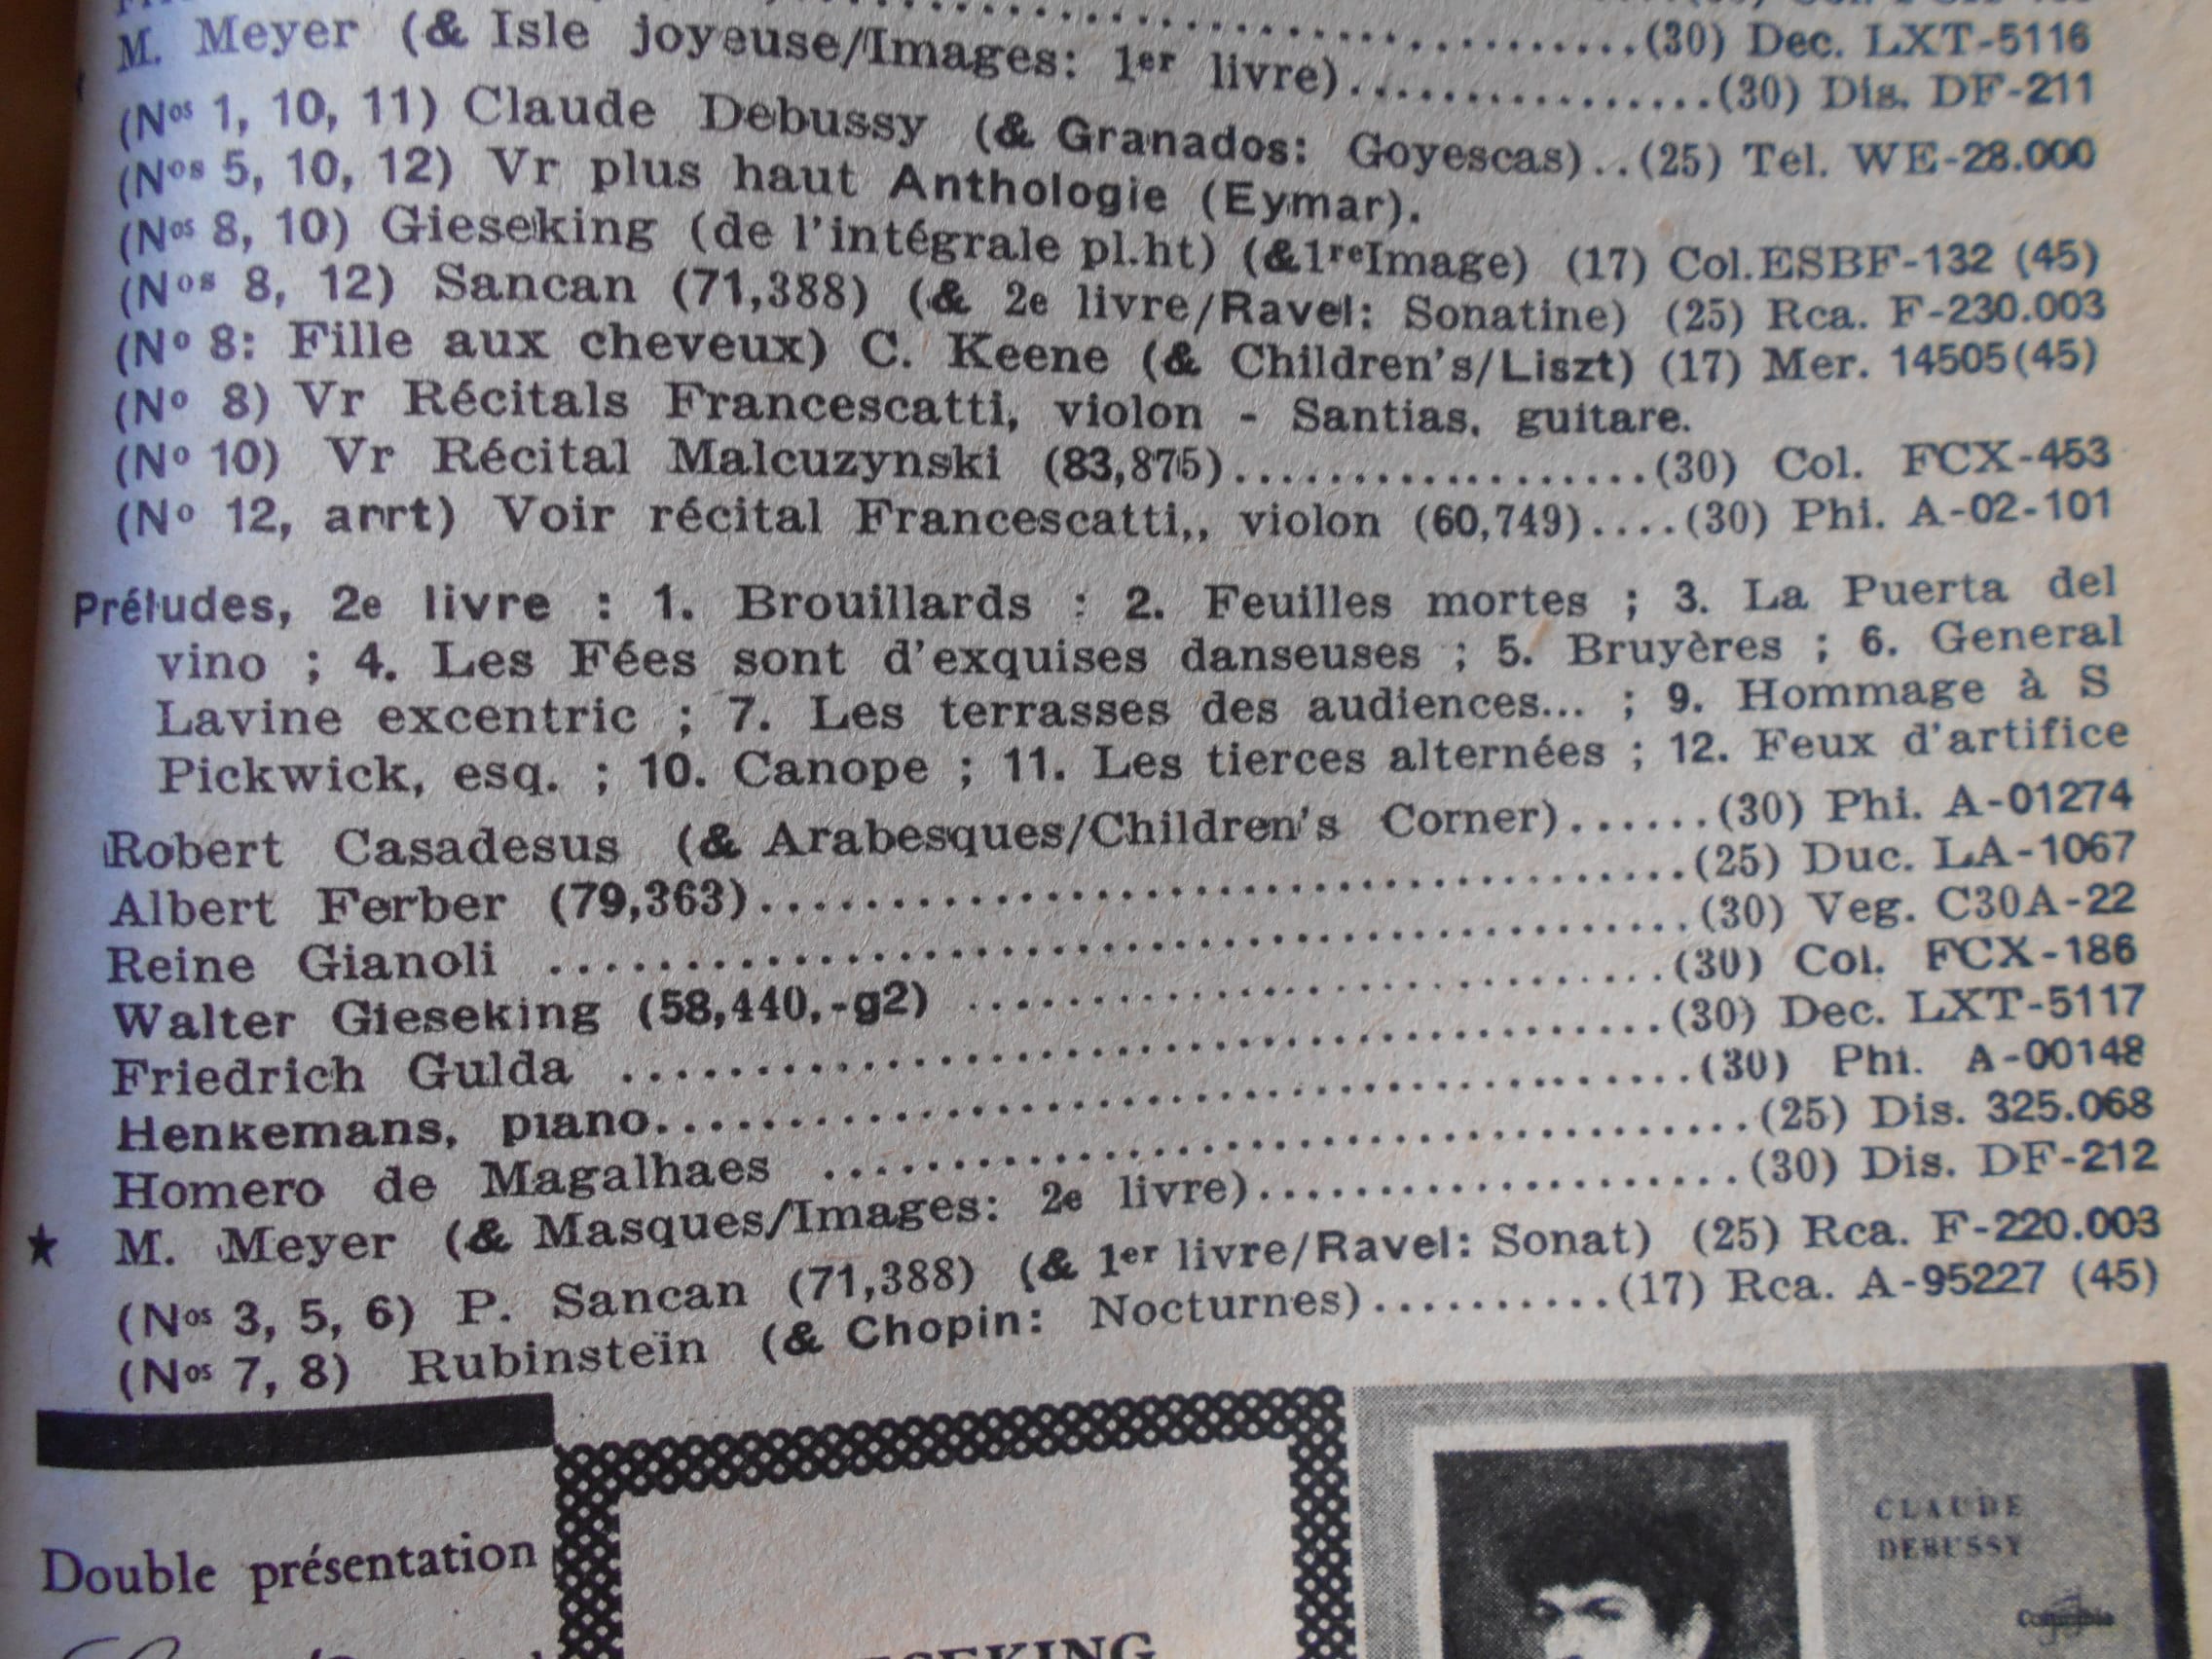 M. Meyer (& Isle joyeuse/Images: 1er livre)................(30) Dis. DF-211
(30) Dec. LXT-5116
(Nos 1, 10, 11) Claude Debussy (& Granados: Goyescas)..(25) Tel. WE-28.000
(Nos 5, 10, 12) Vr plus haut Anthologie (Eymar).
(Nos 8, 10) Gieseking (de l'intégrale pl.ht) (&1reImage) (17) Col.ESBF-132 (45)
(Nos 8, 12) Sancan (71,388) (& 2e livre/Ravel: Sonatine) (25) Rca. F-230.003
(No 8: Fille aux cheveux) C. Keene (& Children's/Liszt) (17) Mer. 14505(45)
(No 8) Vr Récitals Francescatti, violon - Santias, guitare.
(No 10) Vr Récital Malcuzynski (83,875)..................(30) Col. FCX-453
(No 12, arrt) Voir récital Francescatti,, violon (60,749)....(30) Phi. A-02-101
Préludes, 2e livre : 1. Brouillards : 2. Feuilles mortes ; 3. La Puerta del
vino ; 4. Les Fées sont d'exquises danseuses ; 5. Bruyères ; 6. General
Lavine excentric ; 7. Les terrasses des audiences... ; 9. Hommage à S
Pickwick, esq. ; 10. Canope ; 11. Les tierces alternées ; 12. Feux d'artifice
Robert Casadesus (& Arabesques/Children's Corner)......(30) Phi. A-01274
Albert Ferber (79,363)....................................(25) Duc. LA-1067
Reine Gianoli ............................................(30) Veg. C30A-22
Walter Gieseking (58,440,-g2) ............................(30) Col. FCX-186
Friedrich Gulda ..........................................(30) Dec. LXT-5117
Henkemans, piano..........................................(30) Phi. A-00148
Homero de Magalhaes ......................................(25) Dis. 325.068
★ M. Meyer (& Masques/Images: 2e livre)...................(30) Dis. DF-212
(Nos 3, 5, 6) P. Sancan (71,388) (& 1er livre/Ravel: Sonat) (25) Rca. F-220.003
(Nos 7, 8) Rubinstein (& Chopin: Nocturnes)..........(17) Rca. A-95227 (45)
Double présentation
CLAUDE
DEBUSSY
Columbia